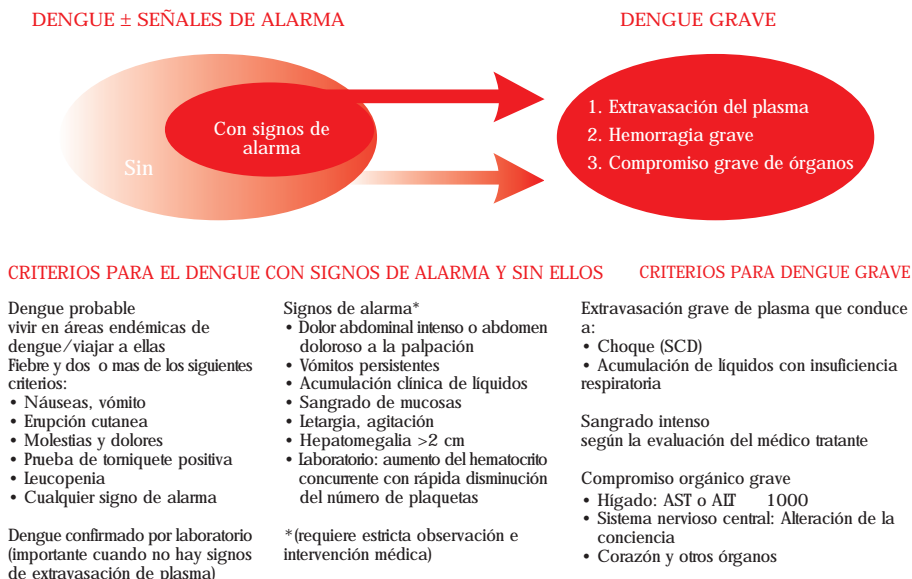 DENGUE ± SEÑALES DE ALARMA
DENGUE GRAVE
Con signos de
alarma
Sin
1. Extravasación del plasma
2. Hemorragia grave
3. Compromiso grave de órganos
CRITERIOS PARA EL DENGUE CON SIGNOS DE ALARMA Y SIN ELLOS
CRITERIOS PARA DENGUE GRAVE
Dengue probable
vivir en áreas endémicas de
dengue/viajar a ellas
Fiebre y dos o mas de los siguientes
criterios:
• Náuseas, vómito
• Erupción cutanea
• Molestias y dolores
• Prueba de torniquete positiva
• Leucopenia
• Cualquier signo de alarma
Dengue confirmado por laboratorio
(importante cuando no hay signos
de extravasación de plasma)
Signos de alarma*
• Dolor abdominal intenso o abdomen
doloroso a la palpación
• Vómitos persistentes
• Acumulación clínica de líquidos
• Sangrado de mucosas
• Letargia, agitación
• Hepatomegalia >2 cm
• Laboratorio: aumento del hematocrito
concurrente con rápida disminución
del número de plaquetas
*(requiere estricta observación e
intervención médica)
Extravasación grave de plasma que conduce
a:
• Choque (SCD)
• Acumulación de líquidos con insuficiencia
respiratoria
Sangrado intenso
según la evaluación del médico tratante
Compromiso orgánico grave
• Hígado: AST o ALT 1000
• Sistema nervioso central: Alteración de la
conciencia
• Corazón y otros órganos